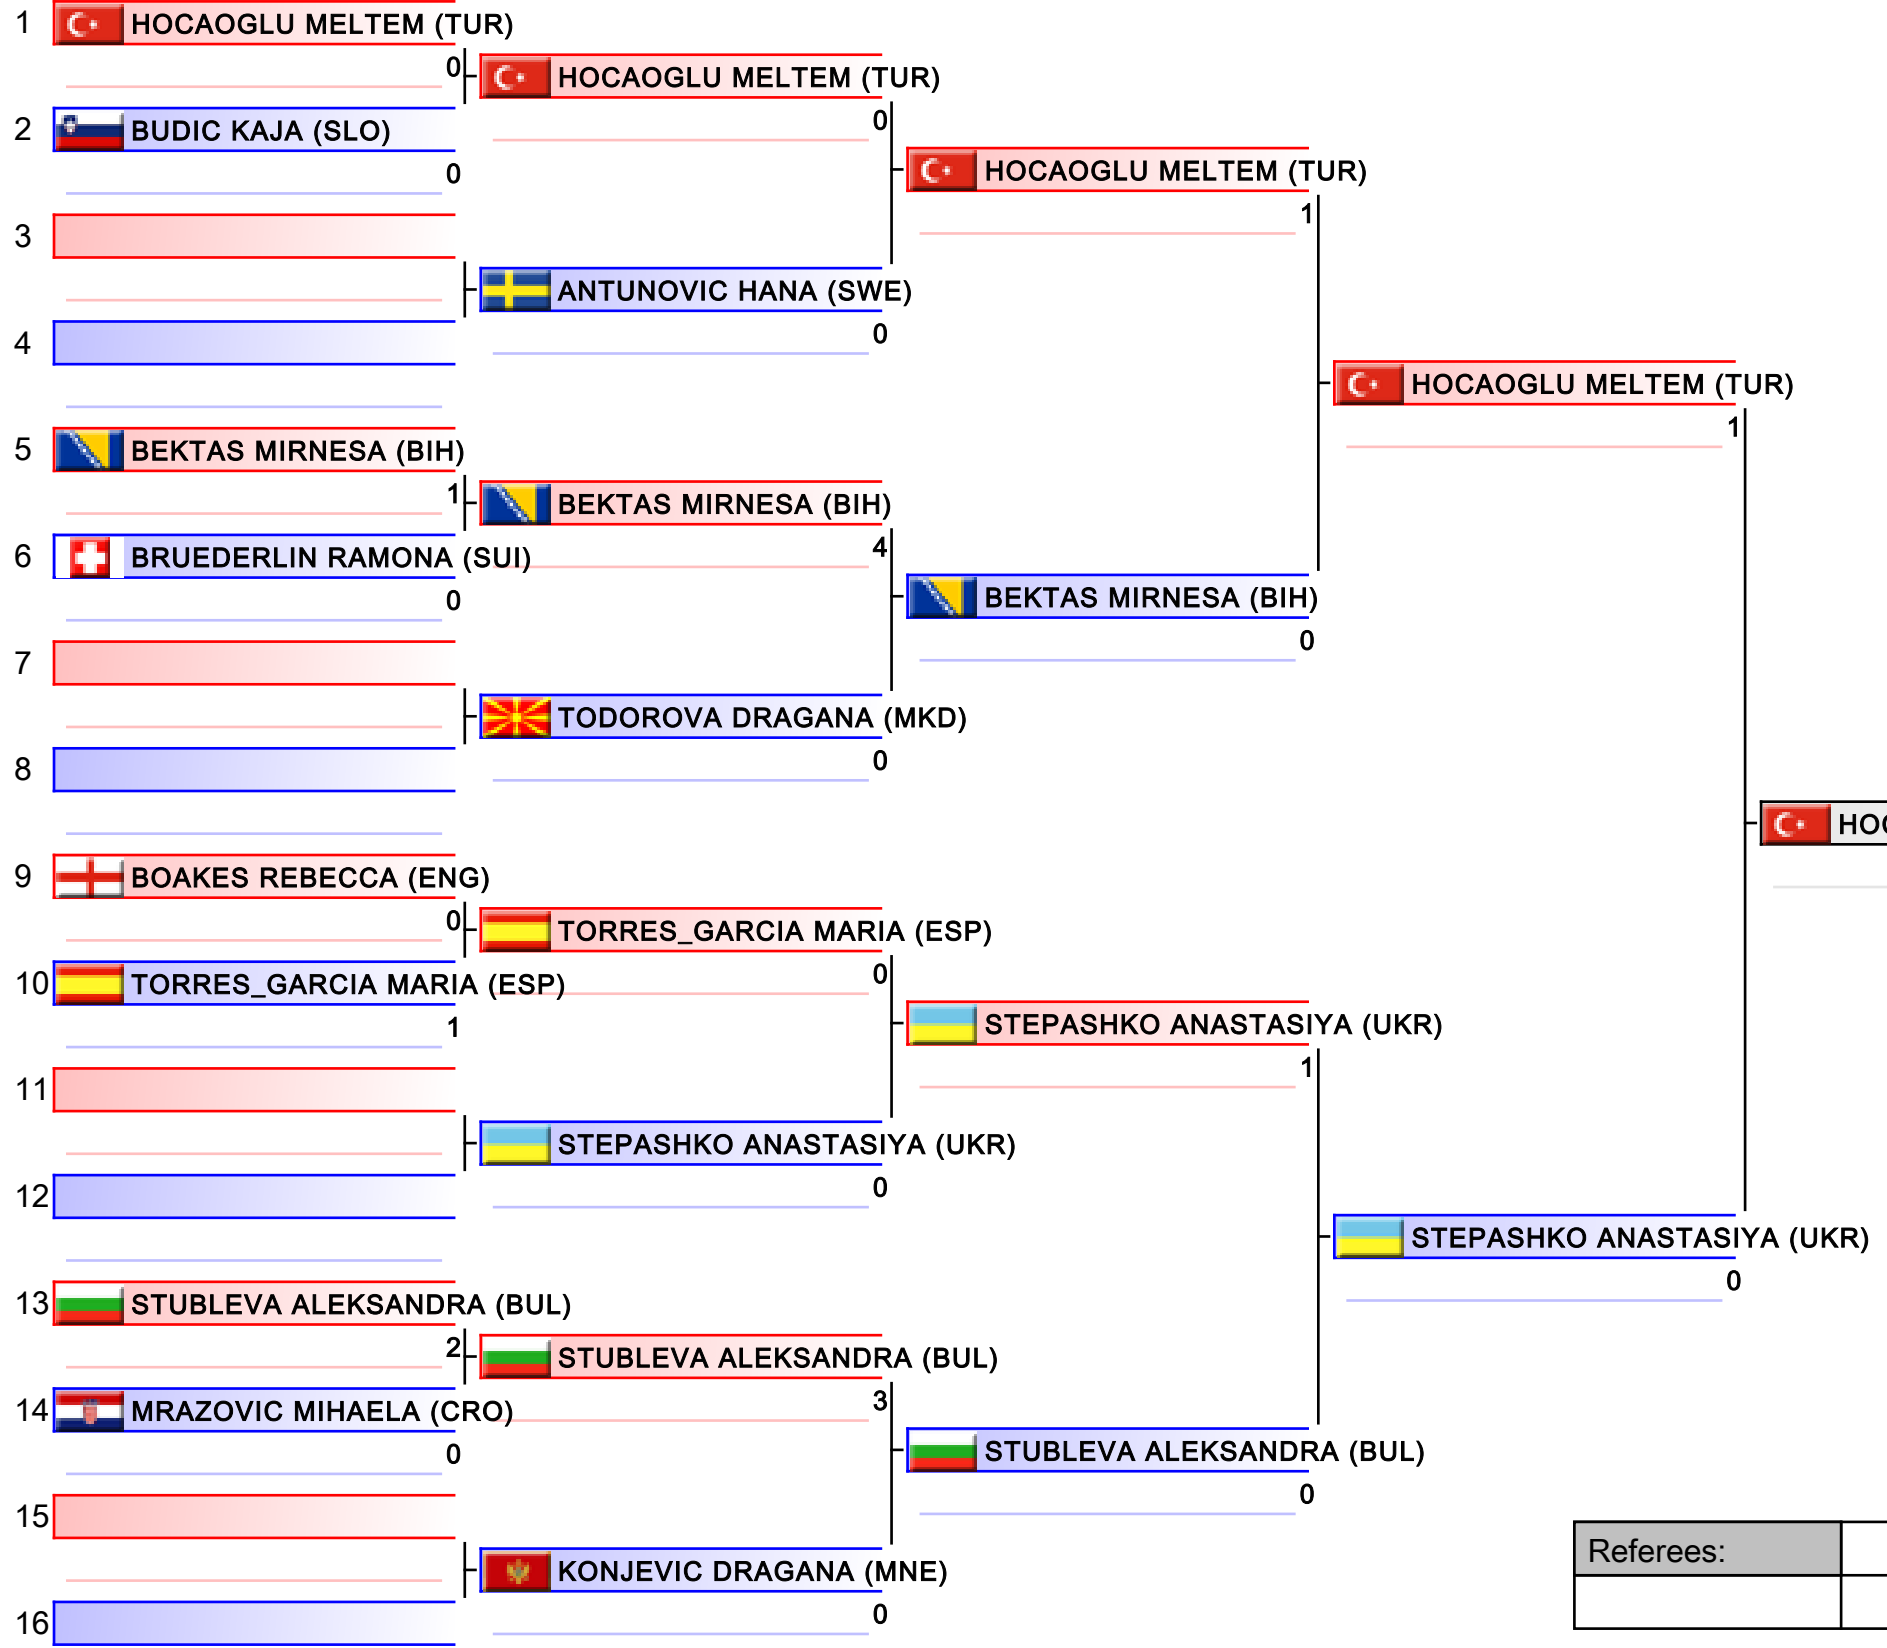 1 HOCAOGLU MELTEM (TUR)
0 HOCAOGLU MELTEM (TUR)
0
2 BUDIC KAJA (SLO)
HOCAOGLU MELTEM (TUR)
0
1
3
ANTUNOVIC HANA (SWE)
0
4
HOCAOGLU MELTEM (TUR)
1
5 BEKTAS MIRNESA (BIH)
1 BEKTAS MIRNESA (BIH)
4
6 BRUEDERLIN RAMONA (SUI)
BEKTAS MIRNESA (BIH)
0
0
7
TODOROVA DRAGANA (MKD)
0
8
HOC
9 BOAKES REBECCA (ENG)
0 TORRES_GARCIA MARIA (ESP)
0
10 TORRES_GARCIA MARIA (ESP)
STEPASHKO ANASTASIYA (UKR)
1
1
11
STEPASHKO ANASTASIYA (UKR)
0
12
STEPASHKO ANASTASIYA (UKR)
0
13 STUBLEVA ALEKSANDRA (BUL)
2 STUBLEVA ALEKSANDRA (BUL)
3
14 MRAZOVIC MIHAELA (CRO)
STUBLEVA ALEKSANDRA (BUL)
0
0
15
Referees:
KONJEVIC DRAGANA (MNE)
0
16